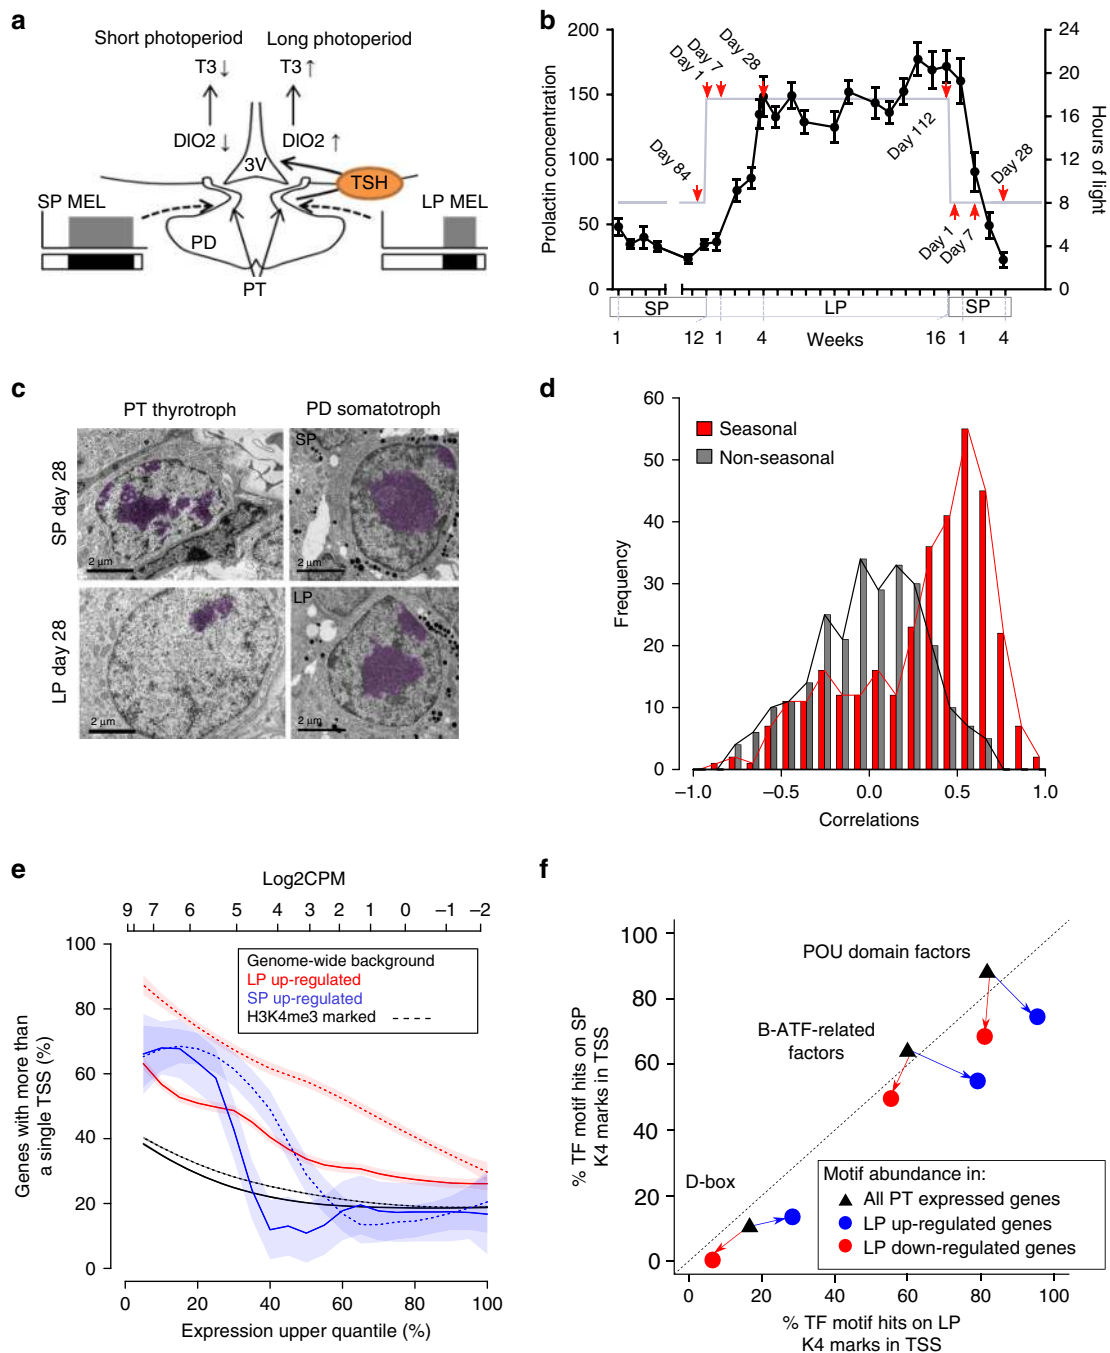 a
Short photoperiod
Long photoperiod
T3↓
T3↑
DIO2↓
DIO2 ↑
3V
TSH
SP MEL
LP MEL
PD
PT
b
200
150
100
50
0
Prolactin concentration
24
20
16
12
8
4
0
Hours of light
Day 1
Day 7
Day 28
Day 84
Day 112
Day 1
Day 7
Day 28
SP
LP
SP
1
12
1
4
Weeks
16
1
4
c
PT thyrotroph
PD somatotroph
SP day 28
LP day 28
SP
LP
2 μm
2 μm
2 μm
2 μm
d
Seasonal
Non-seasonal
60
50
40
30
20
10
0
Frequency
−1.0
−0.5
0.0
0.5
1.0
Correlations
e
Log2CPM
9 7 6 5 4 3 2 1 0 −1 −2
Genome-wide background
LP up-regulated
SP up-regulated
H3K4me3 marked
100
80
60
40
20
0
Genes with more than
a single TSS (%)
0 20 40 60 80 100
Expression upper quantile (%)
f
100
80
60
40
20
0
% TF motif hits on SP
K4 marks in TSS
POU domain factors
B-ATF-related
factors
D-box
Motif abundance in:
All PT expressed genes
LP up-regulated genes
LP down-regulated genes
0 20 40 60 80 100
% TF motif hits on LP
K4 marks in TSS